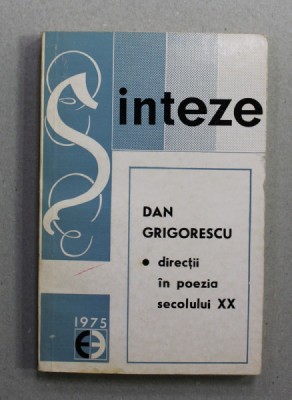 Sinteze
DAN
GRIGORESCU
• direcții
în poezia
secolului XX
1975